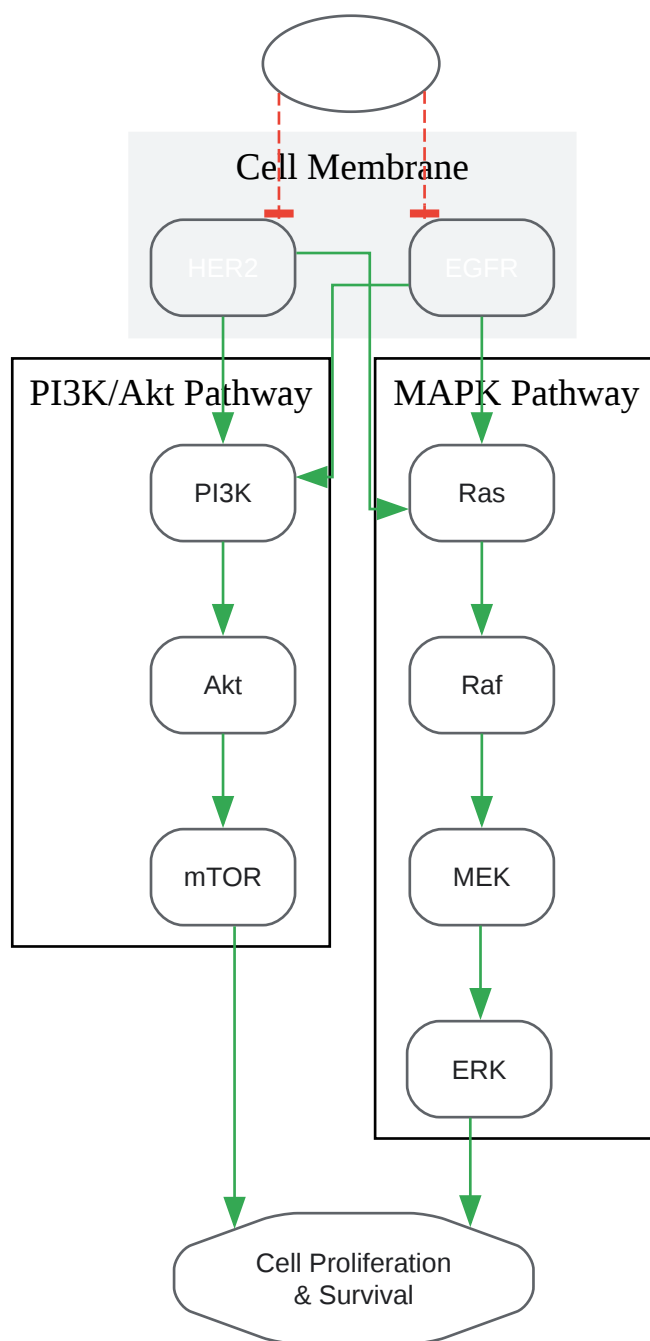 Cell Membrane
HER2
EGFR
PI3K/Akt Pathway
MAPK Pathway
PI3K
Ras
Akt
Raf
mTOR
MEK
ERK
Cell Proliferation
& Survival